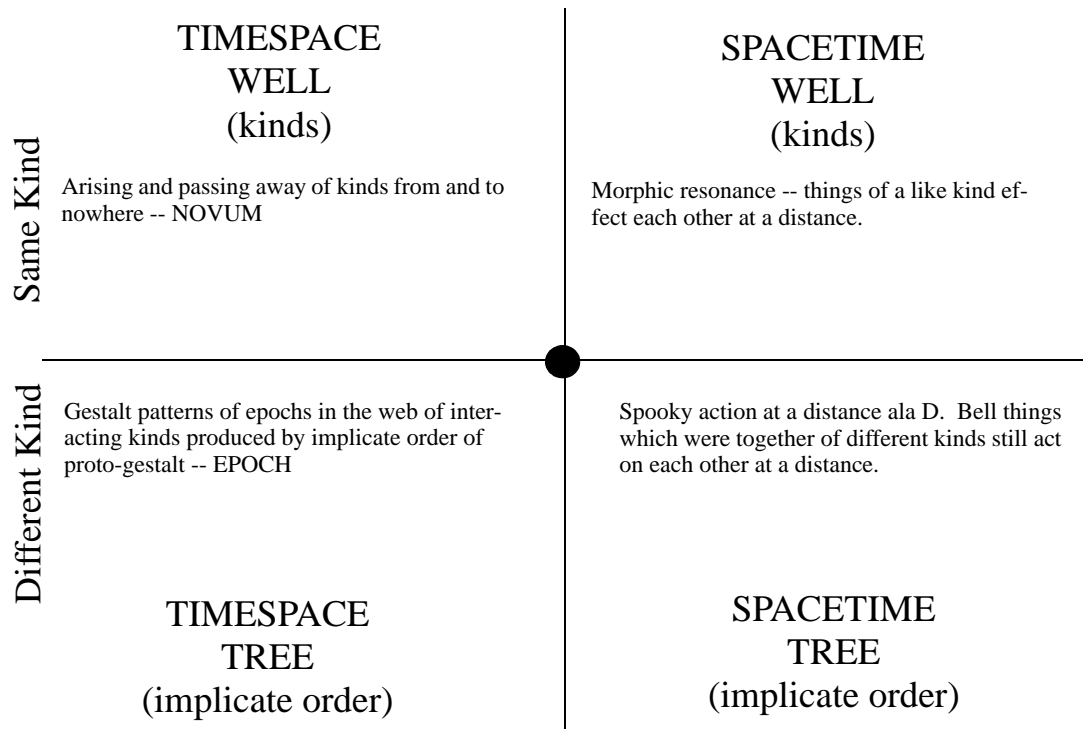 TIMESPACE
WELL
(kinds)
SPACETIME
WELL
(kinds)
Same Kind
Arising and passing away of kinds from and to
nowhere -- NOVUM
Morphic resonance -- things of a like kind ef-
fect each other at a distance.
Different Kind
Gestalt patterns of epochs in the web of inter-
acting kinds produced by implicate order of
proto-gestalt -- EPOCH
Spooky action at a distance ala D. Bell things
which were together of different kinds still act
on each other at a distance.
TIMESPACE
TREE
(implicate order)
SPACETIME
TREE
(implicate order)